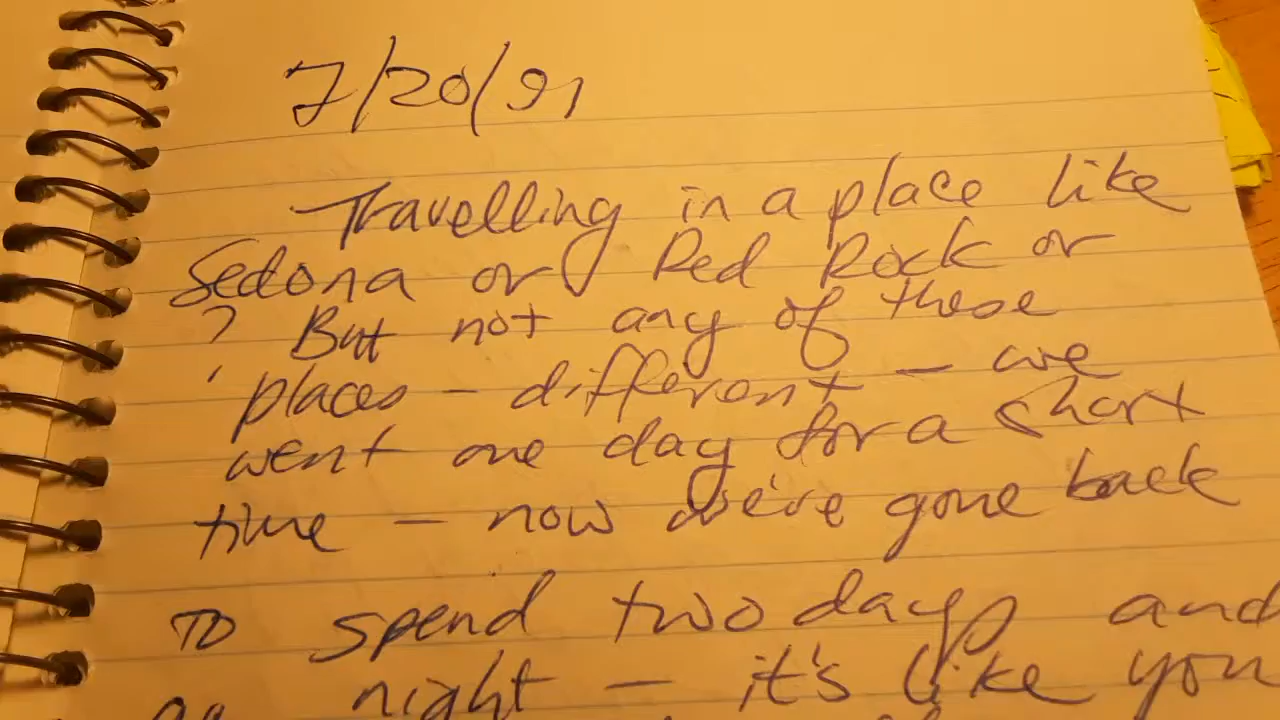 7/20/91
Travelling in a place like
Sedona or Red Rock or
? But not any of these
places – different – we
went one day for a short
time – now we're gone back
To spend two days and
night – it's like you